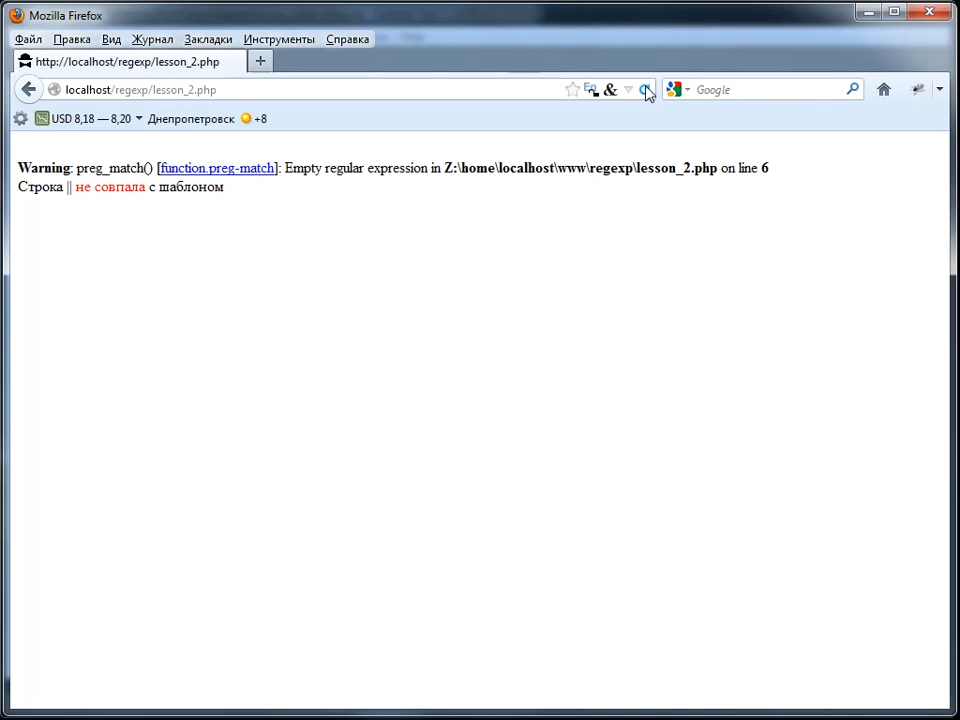 Mozilla Firefox
Файл Правка Вид Журнал Закладки Инструменты Справка
http://localhost/regexp/lesson_2.php
localhost/regexp/lesson_2.php & Google
USD 8,18 — 8,20 Днепропетровск +8
Warning: preg_match() [function.preg-match]: Empty regular expression in Z:\home\localhost\www\regexp\lesson_2.php on line 6
Строка || не совпала с шаблоном